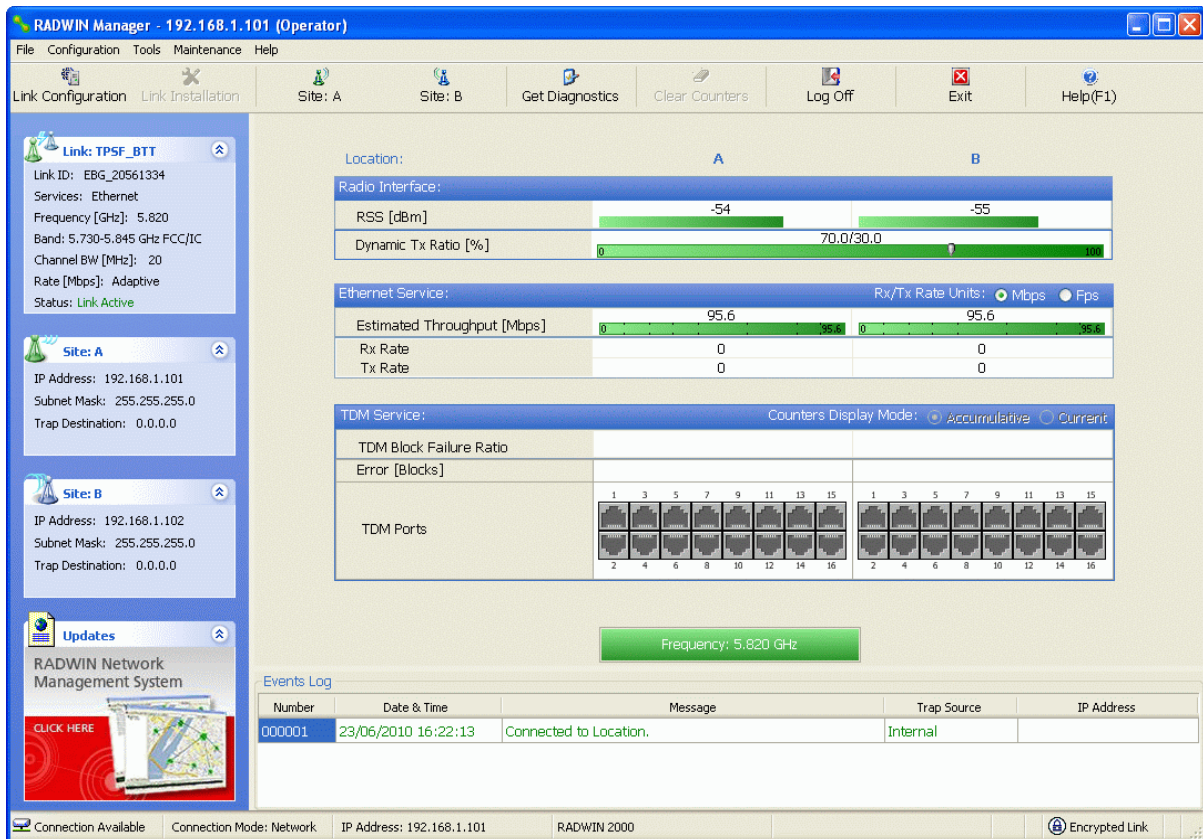 RADWIN Manager - 192.168.1.101 (Operator)
File Configuration Tools Maintenance Help
Link Configuration Link Installation Site: A Site: B Get Diagnostics Clear Counters Log Off Exit Help(F1)
Link: TPSF_BTT
Link ID: EBG_20561334
Services: Ethernet
Frequency [GHz]: 5.820
Band: 5.730-5.845 GHz FCC/IC
Channel BW [MHz]: 20
Rate [Mbps]: Adaptive
Status: Link Active
Site: A
IP Address: 192.168.1.101
Subnet Mask: 255.255.255.0
Trap Destination: 0.0.0.0
Site: B
IP Address: 192.168.1.102
Subnet Mask: 255.255.255.0
Trap Destination: 0.0.0.0
Updates
RADWIN Network
Management System
CLICK HERE
Location: A B
Radio Interface:
RSS [dBm] -54 -55
Dynamic Tx Ratio [%] 70.0/30.0
0 100
Ethernet Service: Rx/Tx Rate Units: Mbps Fps
Estimated Throughput [Mbps] 95.6 95.6
0 95.6 0 95.6
Rx Rate 0 0
Tx Rate 0 0
TDM Service: Counters Display Mode: Accumulative Current
TDM Block Failure Ratio
Error [Blocks]
1 3 5 7 9 11 13 15 1 3 5 7 9 11 13 15
TDM Ports
2 4 6 8 10 12 14 16 2 4 6 8 10 12 14 16
Frequency: 5.820 GHz
Events Log
Number Date & Time Message Trap Source IP Address
000001 23/06/2010 16:22:13 Connected to Location. Internal
Connection Available Connection Mode: Network IP Address: 192.168.1.101 RADWIN 2000 Encrypted Link